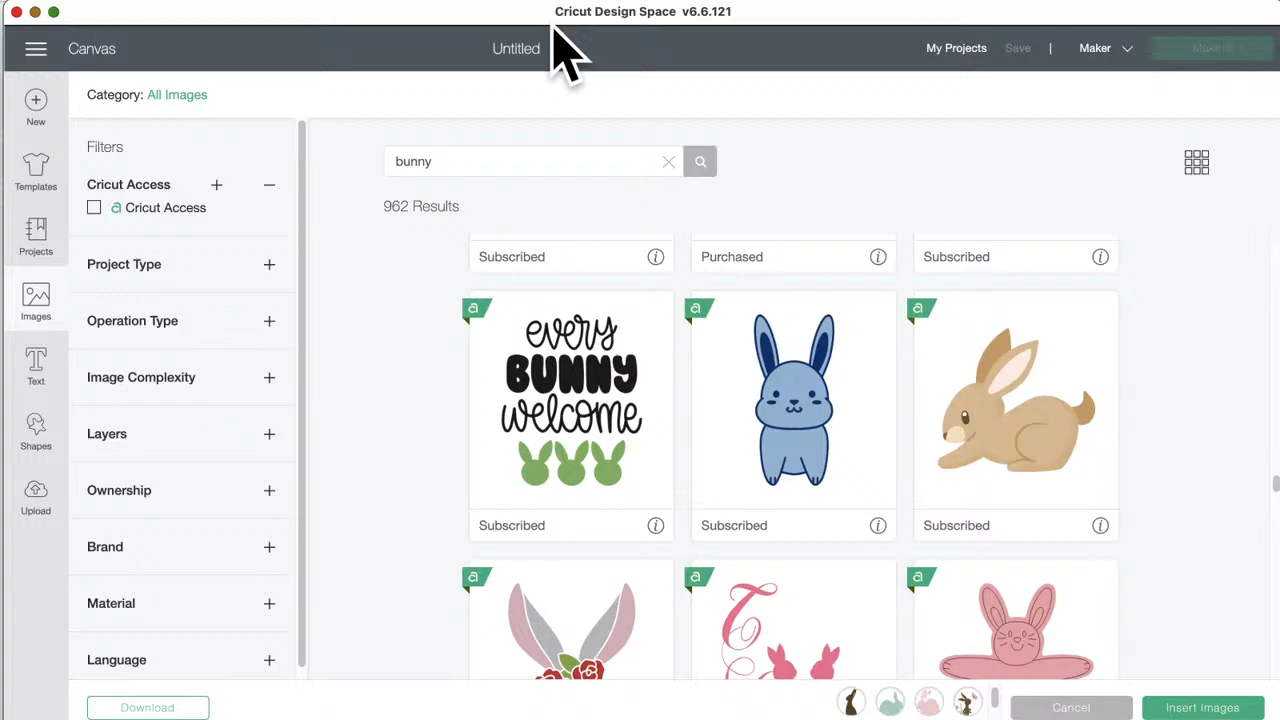 Cricut Design Space v6.6.121
Canvas
Untitled
My Projects Save | Maker
Make It
Category: All Images
New
Templates
Projects
Images
Text
Shapes
Upload
Filters
Cricut Access
a Cricut Access
Project Type
Operation Type
Image Complexity
Layers
Ownership
Brand
Material
Language
Download
bunny
962 Results
Subscribed
Purchased
Subscribed
a
every
BUNNY
welcome
Subscribed
a
Subscribed
a
Subscribed
a
a
a
Cancel
Insert Images